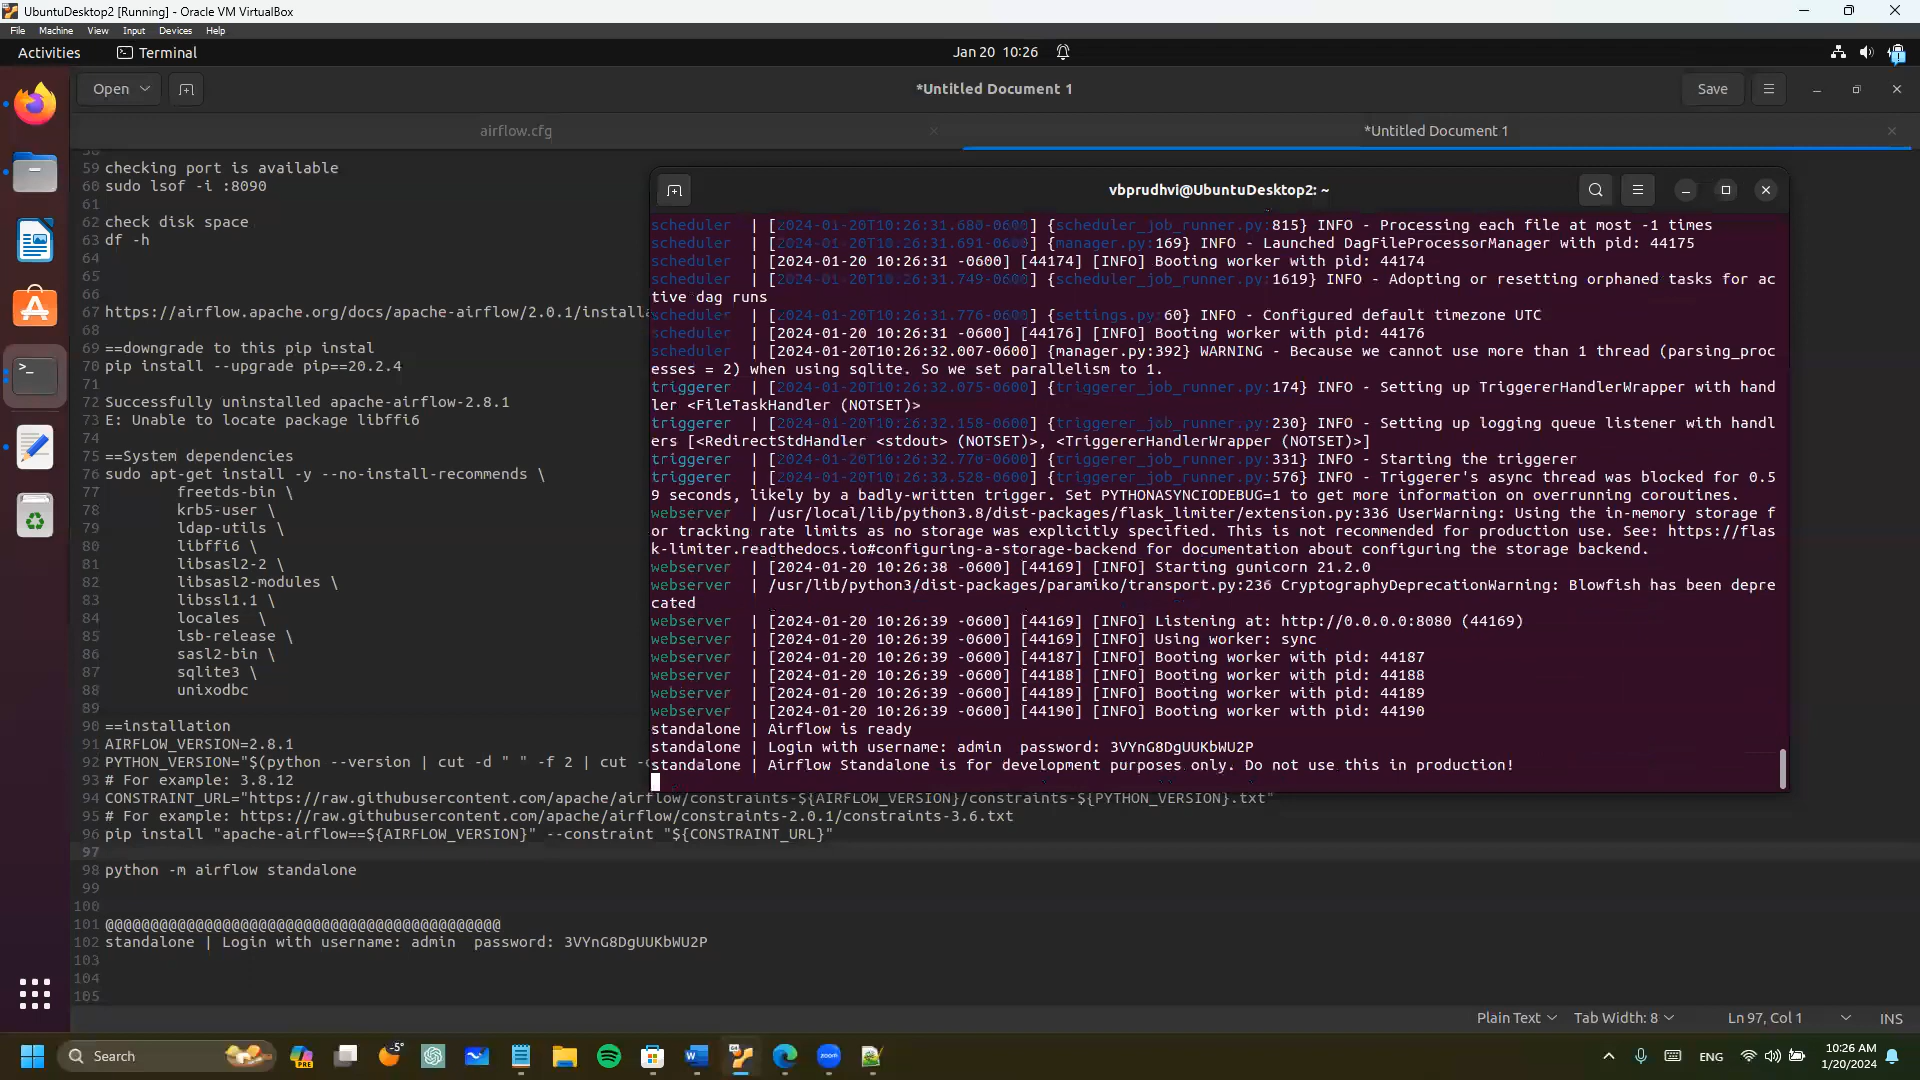 UbuntuDesktop2 [Running] - Oracle VM VirtualBox
File Machine View Input Devices Help
Activities Terminal Jan 20 10:26
Open *Untitled Document 1 Save
airflow.cfg *Untitled Document 1
59 checking port is available
60 sudo lsof -i :8090
61
62 check disk space
63 df -h
64
65
66
67 https://airflow.apache.org/docs/apache-airflow/2.0.1/installa
68
69 ==downgrade to this pip instal
70 pip install --upgrade pip==20.2.4
71
72 Successfully uninstalled apache-airflow-2.8.1
73 E: Unable to locate package libffi6
74
75 ==System dependencies
76 sudo apt-get install -y --no-install-recommends \
77 freetds-bin \
78 krb5-user \
79 ldap-utils \
80 libffi6 \
81 libsasl2-2 \
82 libsasl2-modules \
83 libssl1.1 \
84 locales \
85 lsb-release \
86 sasl2-bin \
87 sqlite3 \
88 unixodbc
89
90 ==installation
91 AIRFLOW_VERSION=2.8.1
92 PYTHON_VERSION="$(python --version | cut -d " " -f 2 | cut -
93 # For example: 3.8.12
94 CONSTRAINT_URL="https://raw.githubusercontent.com/apache/airflow/constraints-${AIRFLOW_VERSION}/constraints-${PYTHON_VERSION}.txt"
95 # For example: https://raw.githubusercontent.com/apache/airflow/constraints-2.0.1/constraints-3.6.txt
96 pip install "apache-airflow==${AIRFLOW_VERSION}" --constraint "${CONSTRAINT_URL}"
97
98 python -m airflow standalone
99
100
101 @@@@@@@@@@@@@@@@@@@@@@@@@@@@@@@@@@@@@@@@@@@@
102 standalone | Login with username: admin password: 3VYnG8DgUUKbWU2P
103
104
105
vbprudhvi@UbuntuDesktop2: ~
scheduler | [2024-01-20T10:26:31.680-0600] {scheduler_job_runner.py:815} INFO - Processing each file at most -1 times
scheduler | [2024-01-20T10:26:31.691-0600] {manager.py:169} INFO - Launched DagFileProcessorManager with pid: 44175
scheduler | [2024-01-20 10:26:31 -0600] [44174] [INFO] Booting worker with pid: 44174
scheduler | [2024-01-20T10:26:31.749-0600] {scheduler_job_runner.py:1619} INFO - Adopting or resetting orphaned tasks for ac
tive dag runs
scheduler | [2024-01-20T10:26:31.776-0600] {settings.py:60} INFO - Configured default timezone UTC
scheduler | [2024-01-20 10:26:31 -0600] [44176] [INFO] Booting worker with pid: 44176
scheduler | [2024-01-20T10:26:32.007-0600] {manager.py:392} WARNING - Because we cannot use more than 1 thread (parsing_proc
esses = 2) when using sqlite. So we set parallelism to 1.
triggerer | [2024-01-20T10:26:32.075-0600] {triggerer_job_runner.py:174} INFO - Setting up TriggererHandlerWrapper with hand
ler <FileTaskHandler (NOTSET)>
triggerer | [2024-01-20T10:26:32.158-0600] {triggerer_job_runner.py:230} INFO - Setting up logging queue listener with handl
ers [<RedirectStdHandler <stdout> (NOTSET)>, <TriggererHandlerWrapper (NOTSET)>]
triggerer | [2024-01-20T10:26:32.770-0600] {triggerer_job_runner.py:331} INFO - Starting the triggerer
triggerer | [2024-01-20T10:26:33.528-0600] {triggerer_job_runner.py:576} INFO - Triggerer's async thread was blocked for 0.5
9 seconds, likely by a badly-written trigger. Set PYTHONASYNCIODEBUG=1 to get more information on overrunning coroutines.
webserver | /usr/local/lib/python3.8/dist-packages/flask_limiter/extension.py:336 UserWarning: Using the in-memory storage f
or tracking rate limits as no storage was explicitly specified. This is not recommended for production use. See: https://flas
k-limiter.readthedocs.io#configuring-a-storage-backend for documentation about configuring the storage backend.
webserver | [2024-01-20 10:26:38 -0600] [44169] [INFO] Starting gunicorn 21.2.0
webserver | /usr/lib/python3/dist-packages/paramiko/transport.py:236 CryptographyDeprecationWarning: Blowfish has been depre
cated
webserver | [2024-01-20 10:26:39 -0600] [44169] [INFO] Listening at: http://0.0.0.0:8080 (44169)
webserver | [2024-01-20 10:26:39 -0600] [44169] [INFO] Using worker: sync
webserver | [2024-01-20 10:26:39 -0600] [44187] [INFO] Booting worker with pid: 44187
webserver | [2024-01-20 10:26:39 -0600] [44188] [INFO] Booting worker with pid: 44188
webserver | [2024-01-20 10:26:39 -0600] [44189] [INFO] Booting worker with pid: 44189
webserver | [2024-01-20 10:26:39 -0600] [44190] [INFO] Booting worker with pid: 44190
standalone | Airflow is ready
standalone | Login with username: admin password: 3VYnG8DgUUKbWU2P
standalone | Airflow Standalone is for development purposes only. Do not use this in production!
Plain Text Tab Width: 8 Ln 97, Col 1 INS
Search -5° ENG 10:26 AM
1/20/2024